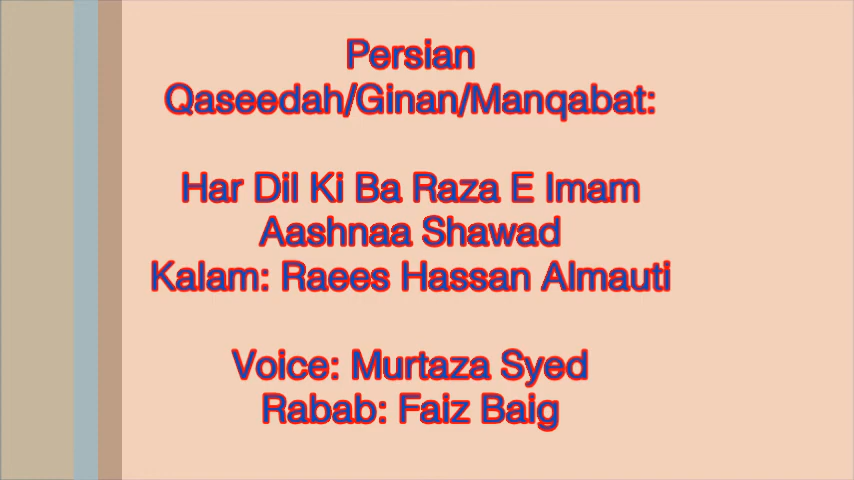 Persian
Qaseedah/Ginan/Manqabat:
Har Dil Ki Ba Raza E Imam
Aashnaa Shawad
Kalam: Raees Hassan Almauti
Voice: Murtaza Syed
Rabab: Faiz Baig